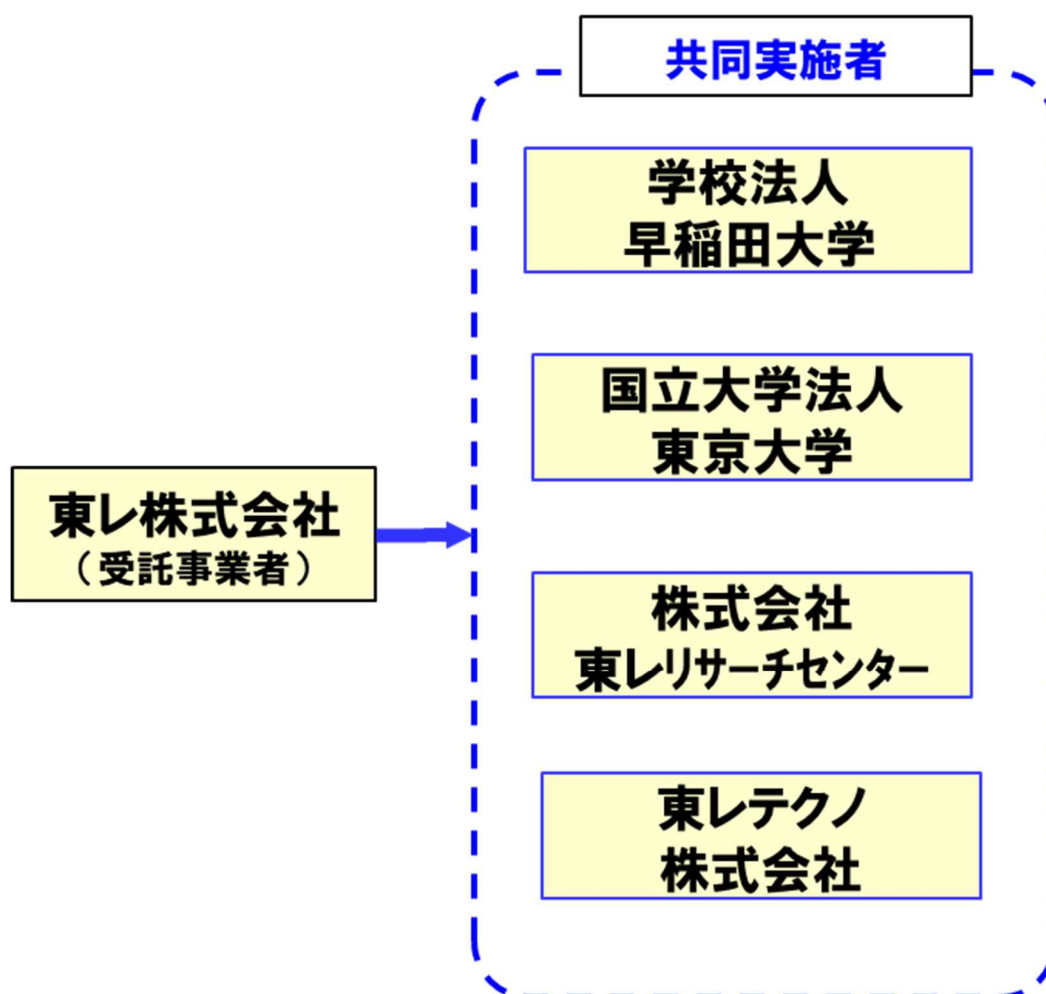 共同実施者
学校法人
早稲田大学
国立大学法人
東京大学
東レ株式会社
（受託事業者）
株式会社
東レリサーチセンター
東レテクノ
株式会社